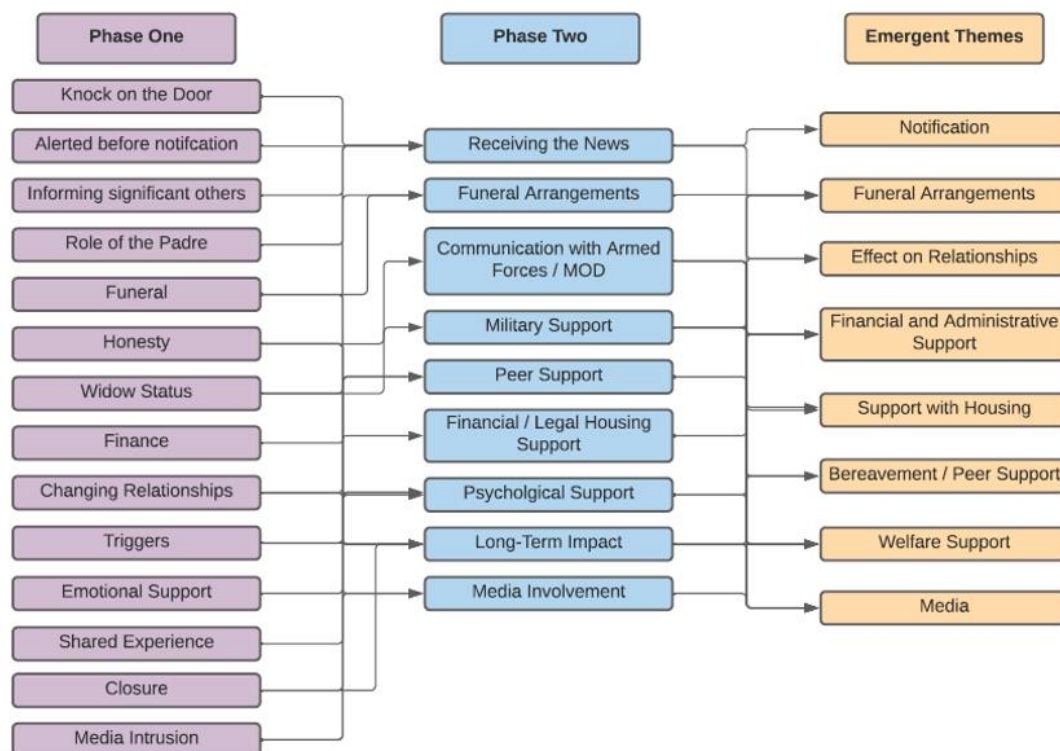 Phase One
Phase Two
Emergent Themes
Knock on the Door
Alerted before notifcation
Informing significant others
Role of the Padre
Funeral
Honesty
Widow Status
Finance
Changing Relationships
Triggers
Emotional Support
Shared Experience
Closure
Media Intrusion
Receiving the News
Funeral Arrangements
Communication with Armed
Forces / MOD
Military Support
Peer Support
Financial / Legal Housing
Support
Psycholgical Support
Long-Term Impact
Media Involvement
Notification
Funeral Arrangements
Effect on Relationships
Financial and Administrative
Support
Support with Housing
Bereavement / Peer Support
Welfare Support
Media